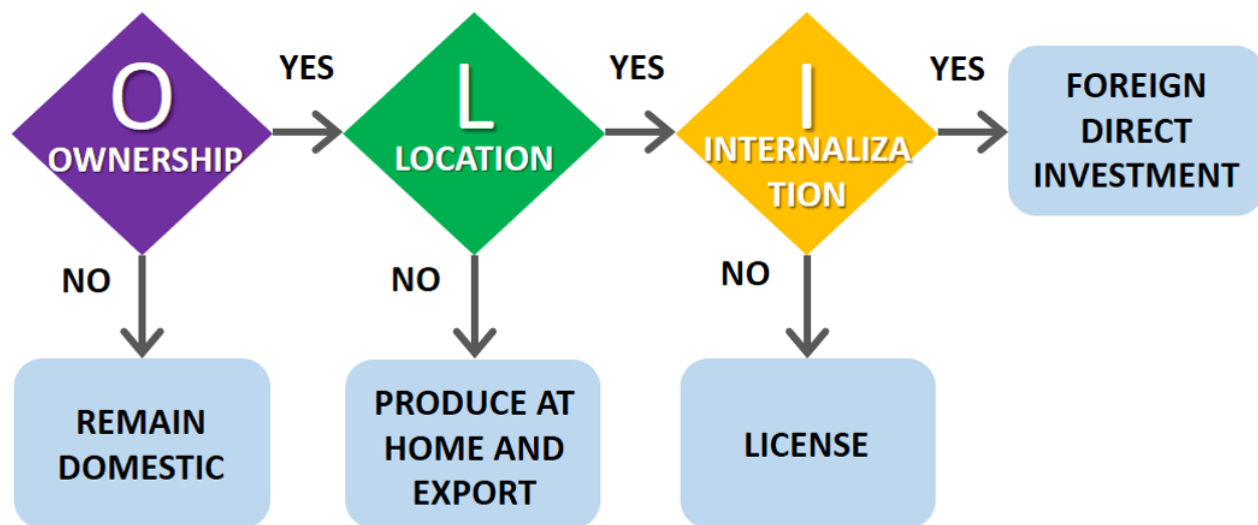 O
OWNERSHIP
YES
L
LOCATION
YES
I
INTERNALIZA
TION
YES
FOREIGN
DIRECT
INVESTMENT
NO
NO
NO
REMAIN
DOMESTIC
PRODUCE AT
HOME AND
EXPORT
LICENSE